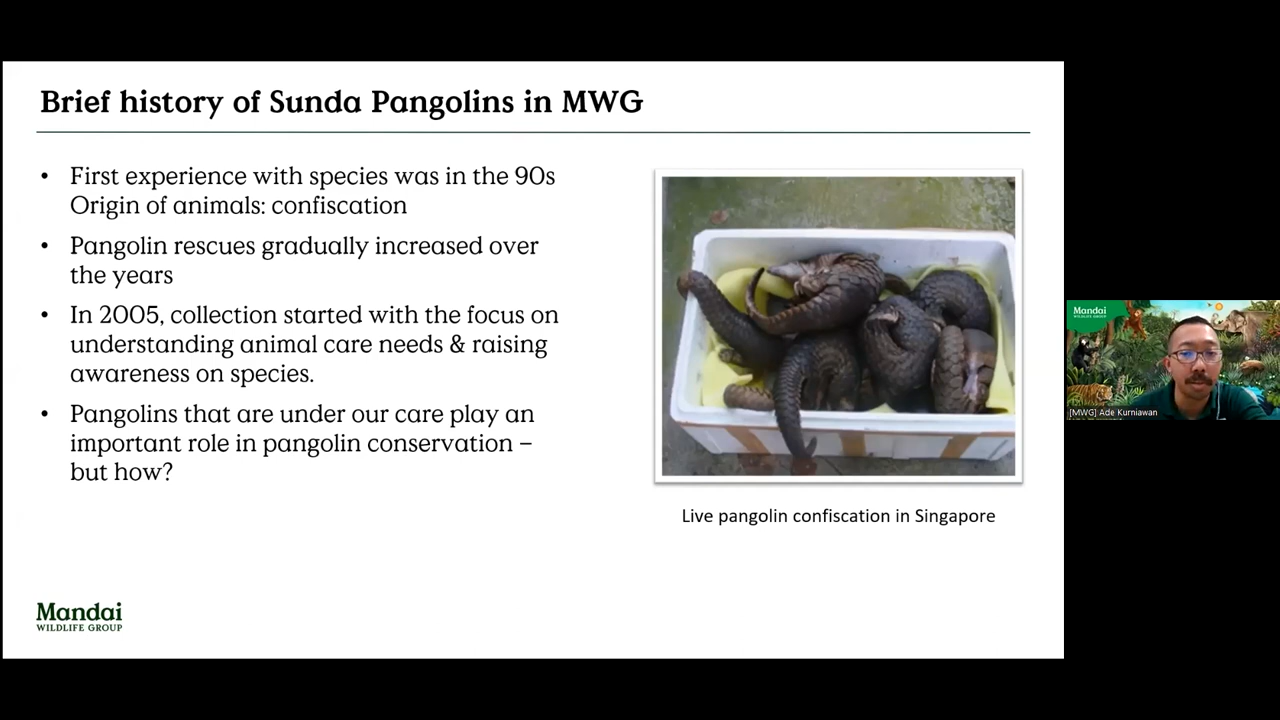 Brief history of Sunda Pangolins in MWG
• First experience with species was in the 90s
Origin of animals: confiscation
• Pangolin rescues gradually increased over
the years
• In 2005, collection started with the focus on
understanding animal care needs & raising
awareness on species.
• Pangolins that are under our care play an
important role in pangolin conservation –
but how?
Live pangolin confiscation in Singapore
Mandai
WILDLIFE GROUP
Mandai
WILDLIFE GROUP
[MWG] Ade Kurniawan